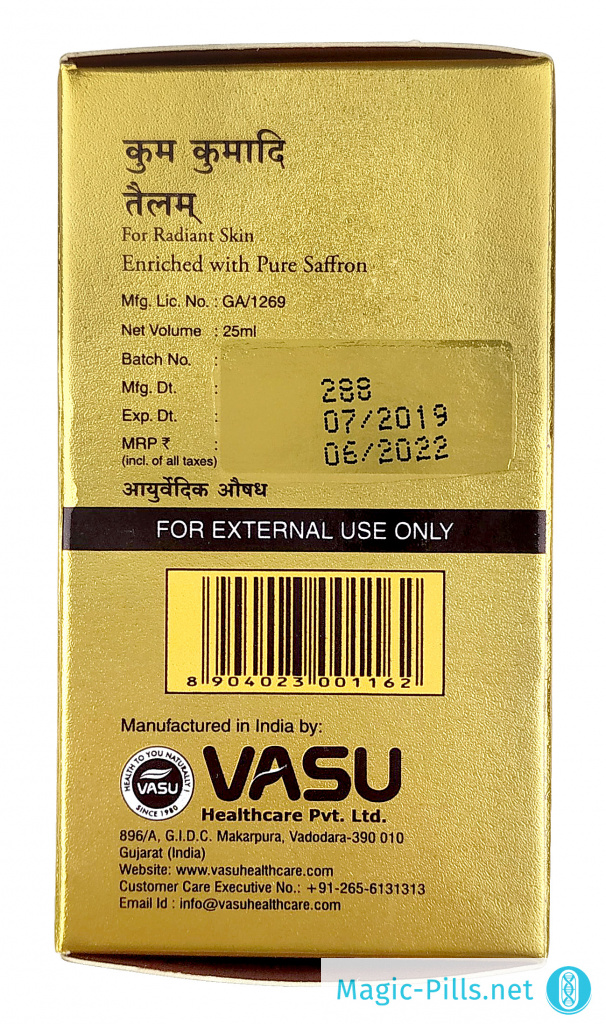 कुम कुमादि
तैलम्
For Radiant Skin
Enriched with Pure Saffron
Mfg. Lic. No. : GA/1269
Net Volume : 25ml
Batch No. :
Mfg. Dt. : 288
Exp. Dt. : 07/2019
MRP ₹ : 06/2022
(incl. of all taxes)
आयुर्वेदिक औषध
FOR EXTERNAL USE ONLY
8 904023 001162
Manufactured in India by:
HEALTH TO YOU NATURALLY!
VASU
SINCE 1980
VASU
Healthcare Pvt. Ltd.
896/A, G.I.D.C. Makarpura, Vadodara-390 010
Gujarat (India)
Website: www.vasuhealthcare.com
Customer Care Executive No.: +91-265-6131313
Email Id : info@vasuhealthcare.com
Magic-Pills.net